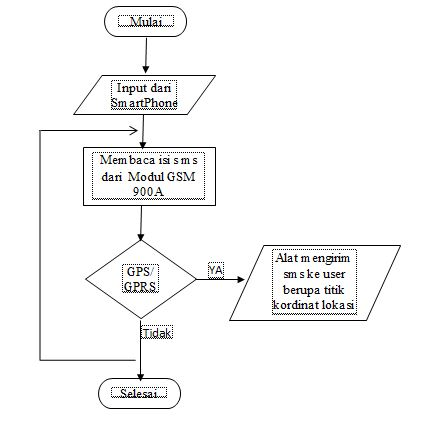 Mulai
Input dari
SmartPhone
Membaca isi sms
dari Modul GSM
900A
GPS/
GPRS
YA
Alat mengirim
sms ke user
berupa titik
kordinat lokasi
Tidak
Selesai